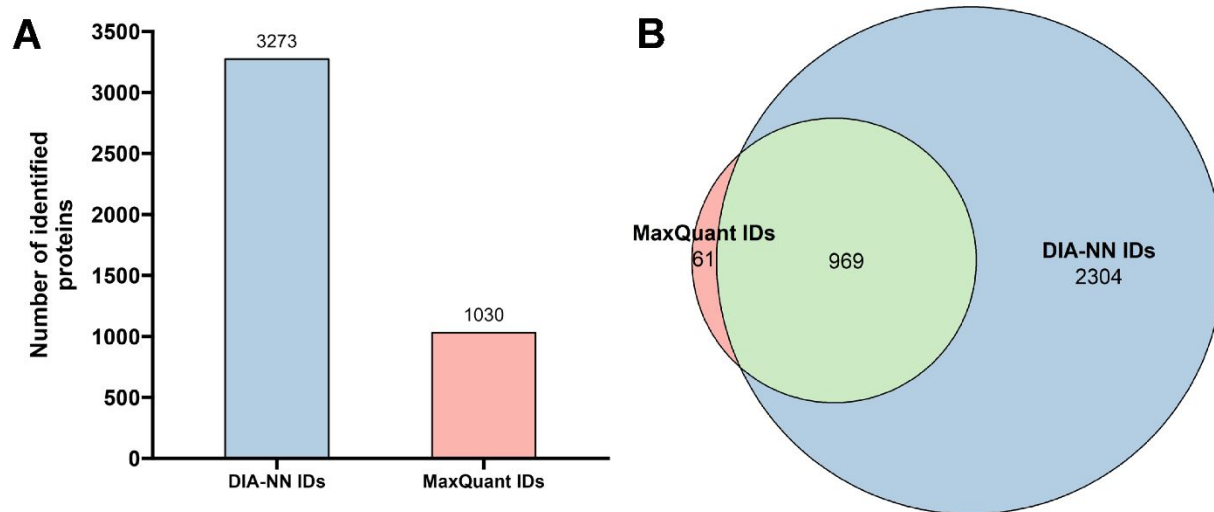 A
Number of identified
proteins
3500
3000
2500
2000
1500
1000
500
0
3273
1030
DIA-NN IDs
MaxQuant IDs
B
MaxQuant IDs
61
969
DIA-NN IDs
2304